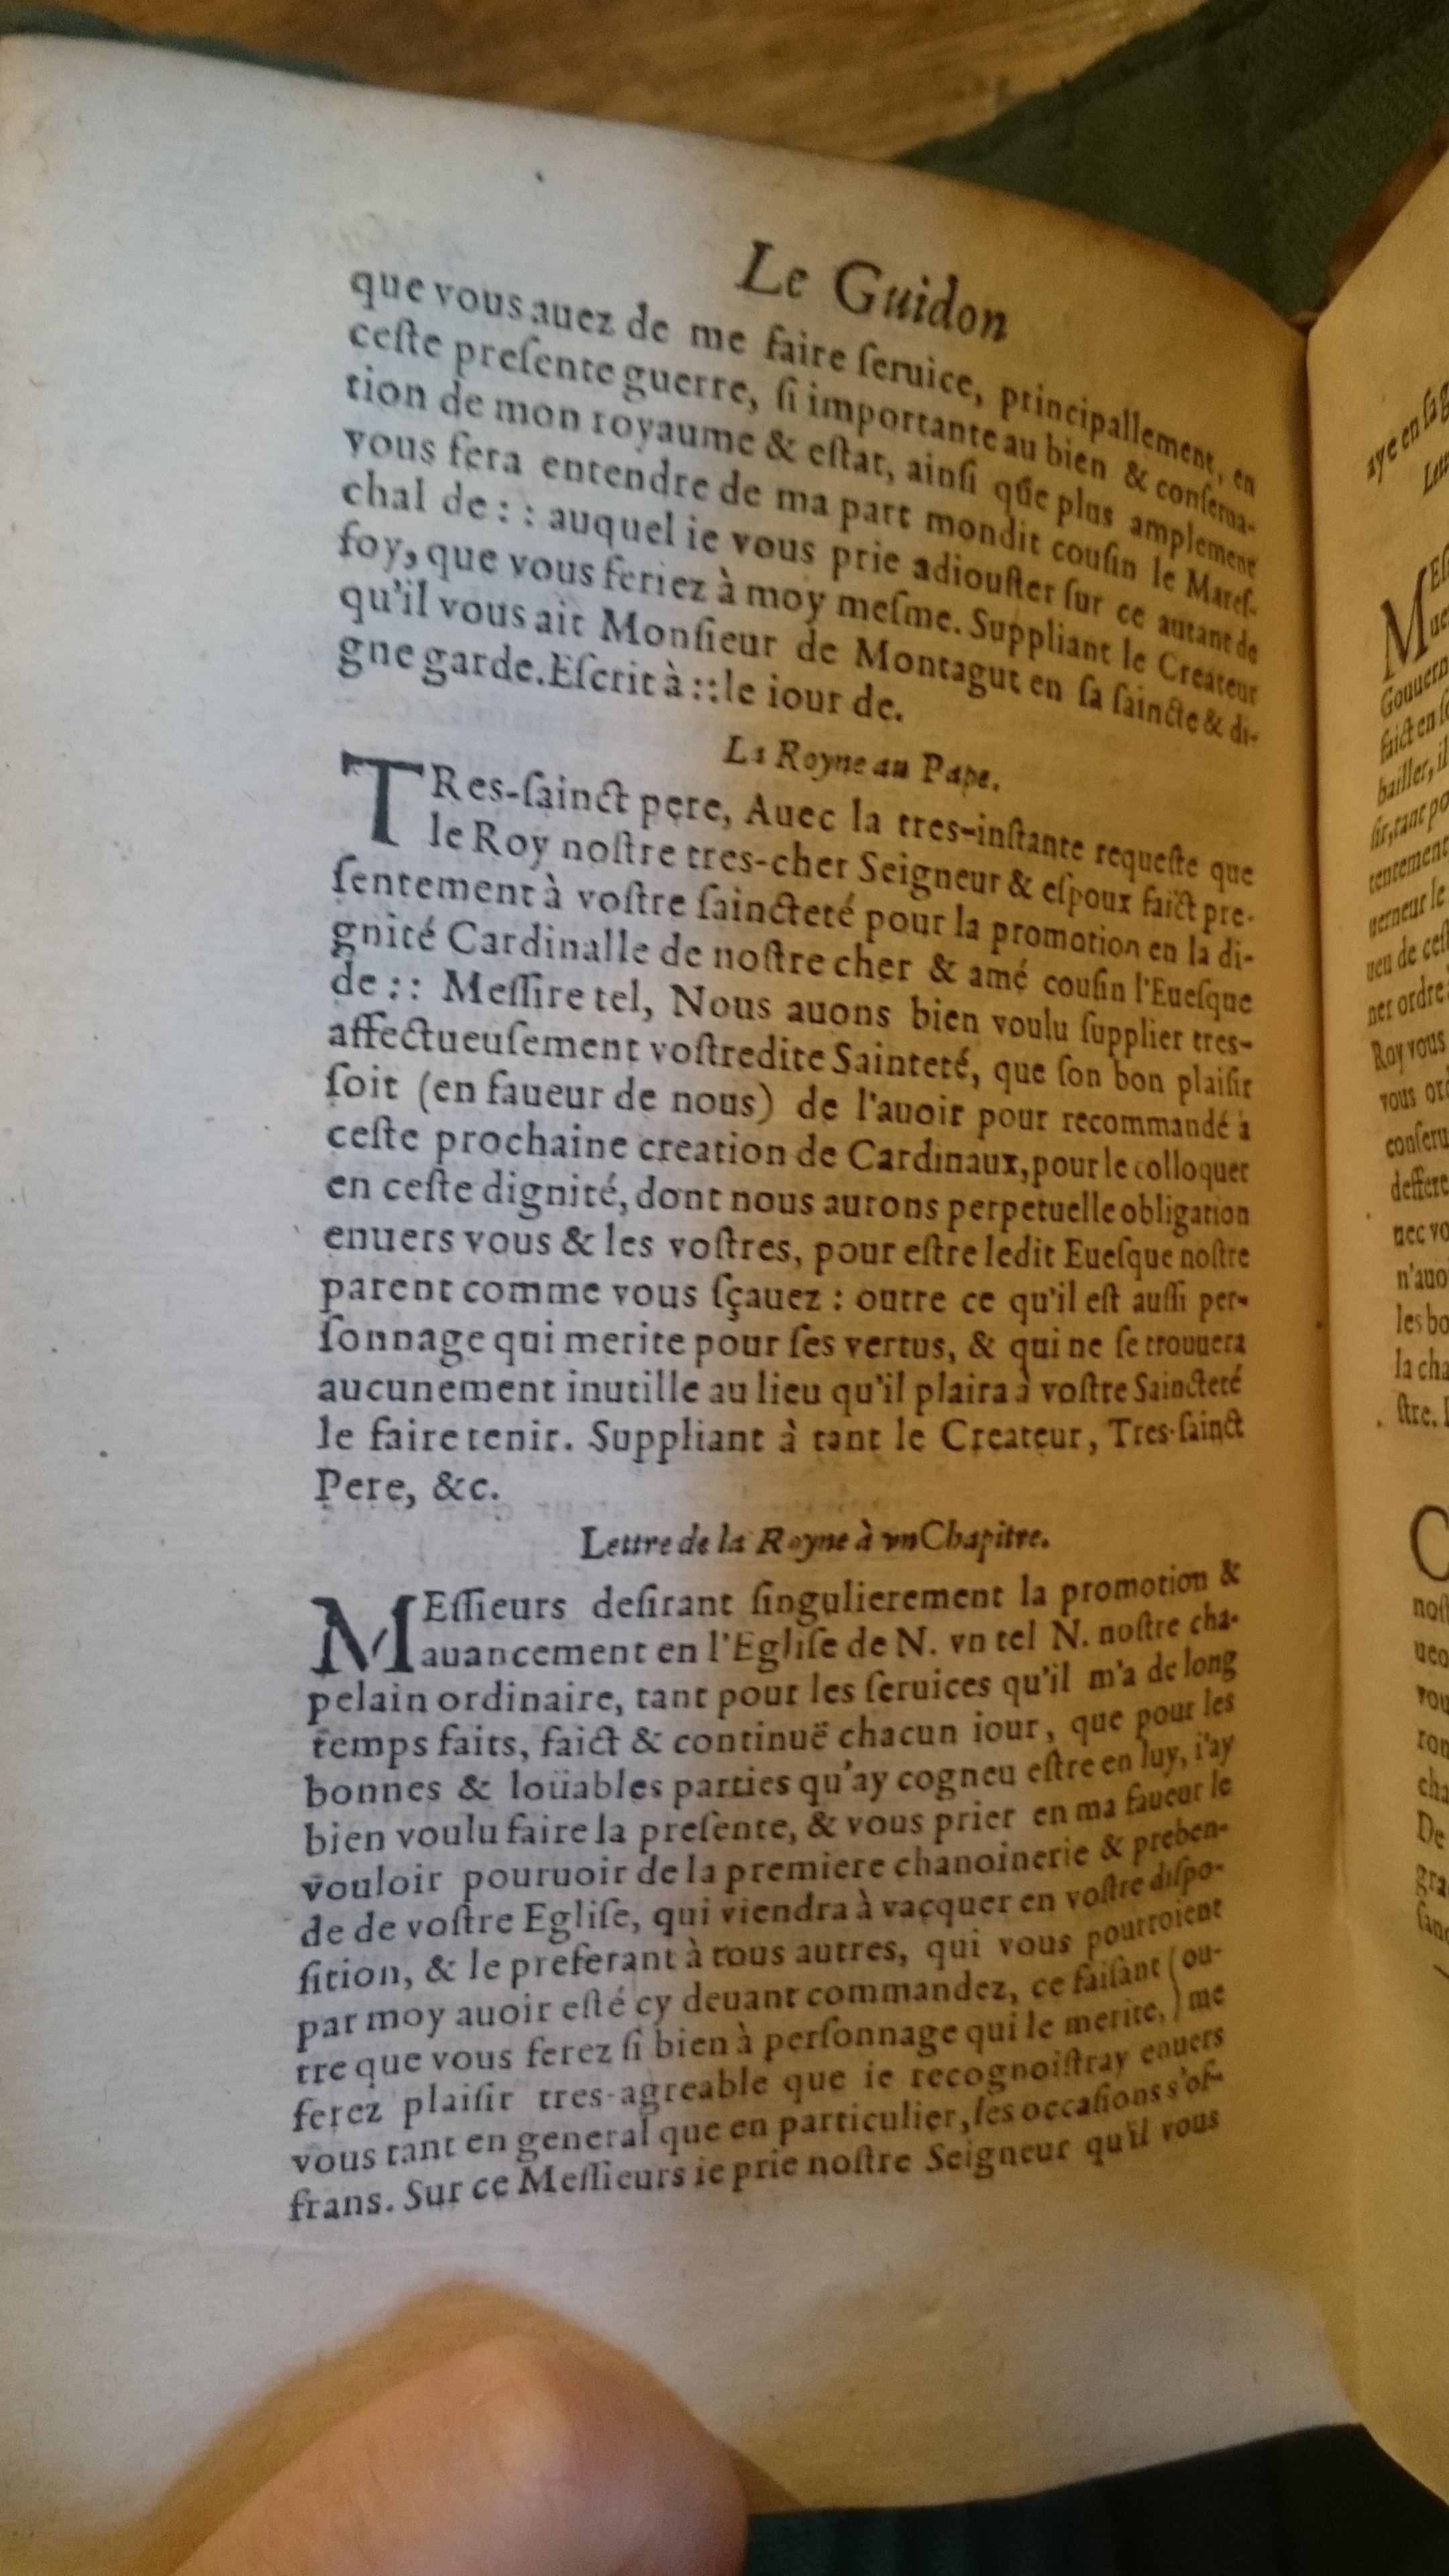 Le Guidon
que vous auez de me faire ſeruice, principallement, en
ceſte preſente guerre, ſi importante au bien & conſerua-
tion de mon royaume & eſtat, ainſi que plus amplement
vous fera entendre de ma part mondit couſin le Mareſ-
chal de : : auquel ie vous prie adiouſter ſur ce autant de
foy, que vous feriez à moy meſme. Suppliant le Createur
qu'il vous ait Monſieur de Montagut en ſa ſaincte & di-
gne garde. Eſcrit à :: le iour de.
La Royne au Pape.
TRes-ſainct pere, Auec la tres-inſtante requeſte que
le Roy noſtre tres-cher Seigneur & eſpoux faict pre-
ſentement à voſtre ſaincteté pour la promotion en la di-
gnité Cardinalle de noſtre cher & amé couſin l'Eueſque
de : : Meſſire tel, Nous auons bien voulu ſupplier tres-
affectueuſement voſtredite Sainteté, que ſon bon plaiſir
ſoit (en faueur de nous) de l'auoir pour recommandé à
ceſte prochaine creation de Cardinaux, pour le colloquer
en ceſte dignité, dont nous aurons perpetuelle obligation
enuers vous & les voſtres, pour eſtre ledit Eueſque noſtre
parent comme vous ſçauez : outre ce qu'il eſt auſſi per-
ſonnage qui merite pour ſes vertus, & qui ne ſe trouuera
aucunement inutille au lieu qu'il plaira à voſtre Saincteté
le faire tenir. Suppliant à tant le Createur, Tres-ſainct
Pere, &c.
Lettre de la Royne à vn Chapitre.
MEſſieurs deſirant ſingulierement la promotion &
auancement en l'Egliſe de N. vn tel N. noſtre cha-
pelain ordinaire, tant pour les ſeruices qu'il m'a de long
temps faits, faict & continuë chacun iour, que pour les
bonnes & loüables parties qu'ay cogneu eſtre en luy, i'ay
bien voulu faire la preſente, & vous prier en ma faueur le
vouloir pouruoir de la premiere chanoinerie & preben-
de de voſtre Egliſe, qui viendra à vacquer en voſtre diſpo-
ſition, & le preferant à tous autres, qui vous pourroient
par moy auoir eſté cy deuant commandez, ce faiſant (ou-
tre que vous ferez ſi bien à perſonnage qui le merite,) me
ferez plaiſir tres-agreable que ie recognoiſtray enuers
vous tant en general que en particulier, les occaſions s'of-
frans. Sur ce Meſſieurs ie prie noſtre Seigneur qu'il vous